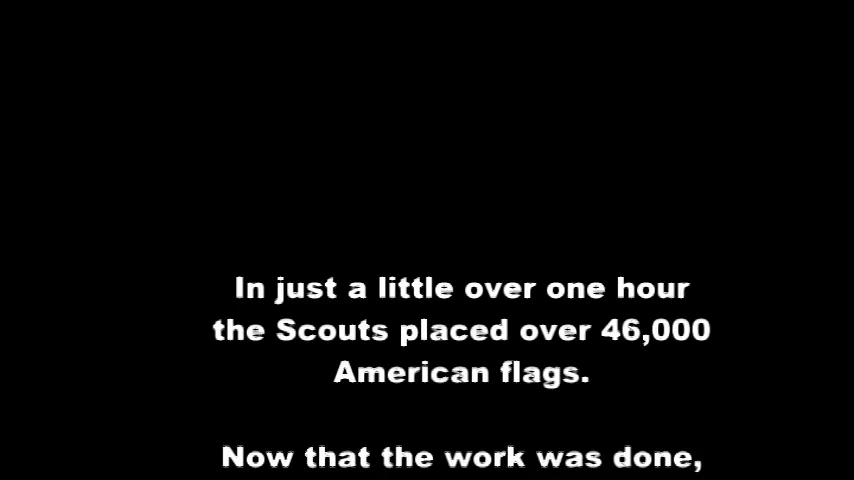 In just a little over one hour
the Scouts placed over 46,000
American flags.
Now that the work was done,